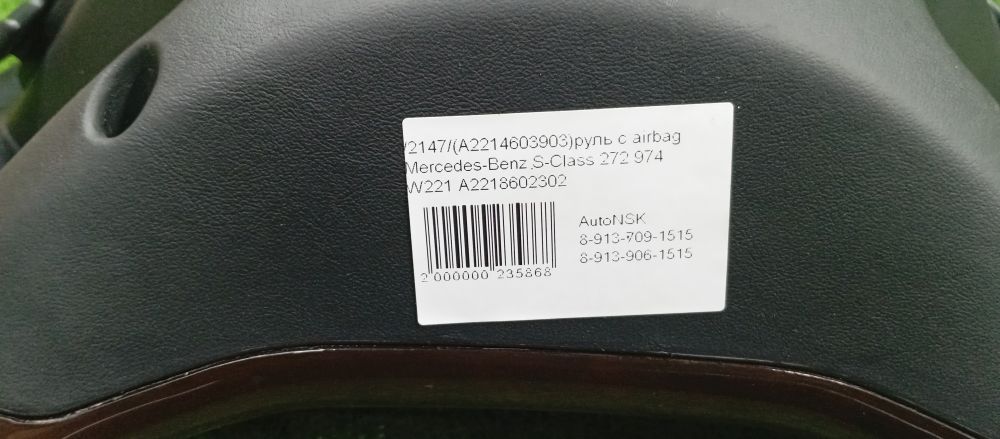 /2147/(A2214603903)руль с airbag
Mercedes-Benz S-Class 272 974
W221 A2218602302
AutoNSK
8-913-709-1515
8-913-906-1515
2 000000 235868